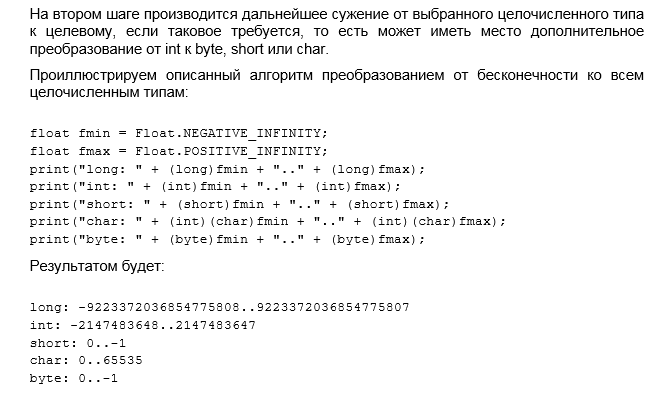 На втором шаге производится дальнейшее сужение от выбранного целочисленного типа
к целевому, если таковое требуется, то есть может иметь место дополнительное
преобразование от int к byte, short или char.
Проиллюстрируем описанный алгоритм преобразованием от бесконечности ко всем
целочисленным типам:
float fmin = Float.NEGATIVE_INFINITY;
float fmax = Float.POSITIVE_INFINITY;
print("long: " + (long)fmin + ".." + (long)fmax);
print("int: " + (int)fmin + ".." + (int)fmax);
print("short: " + (short)fmin + ".." + (short)fmax);
print("char: " + (int)(char)fmin + ".." + (int)(char)fmax);
print("byte: " + (byte)fmin + ".." + (byte)fmax);
Результатом будет:
long: -9223372036854775808..9223372036854775807
int: -2147483648..2147483647
short: 0..-1
char: 0..65535
byte: 0..-1